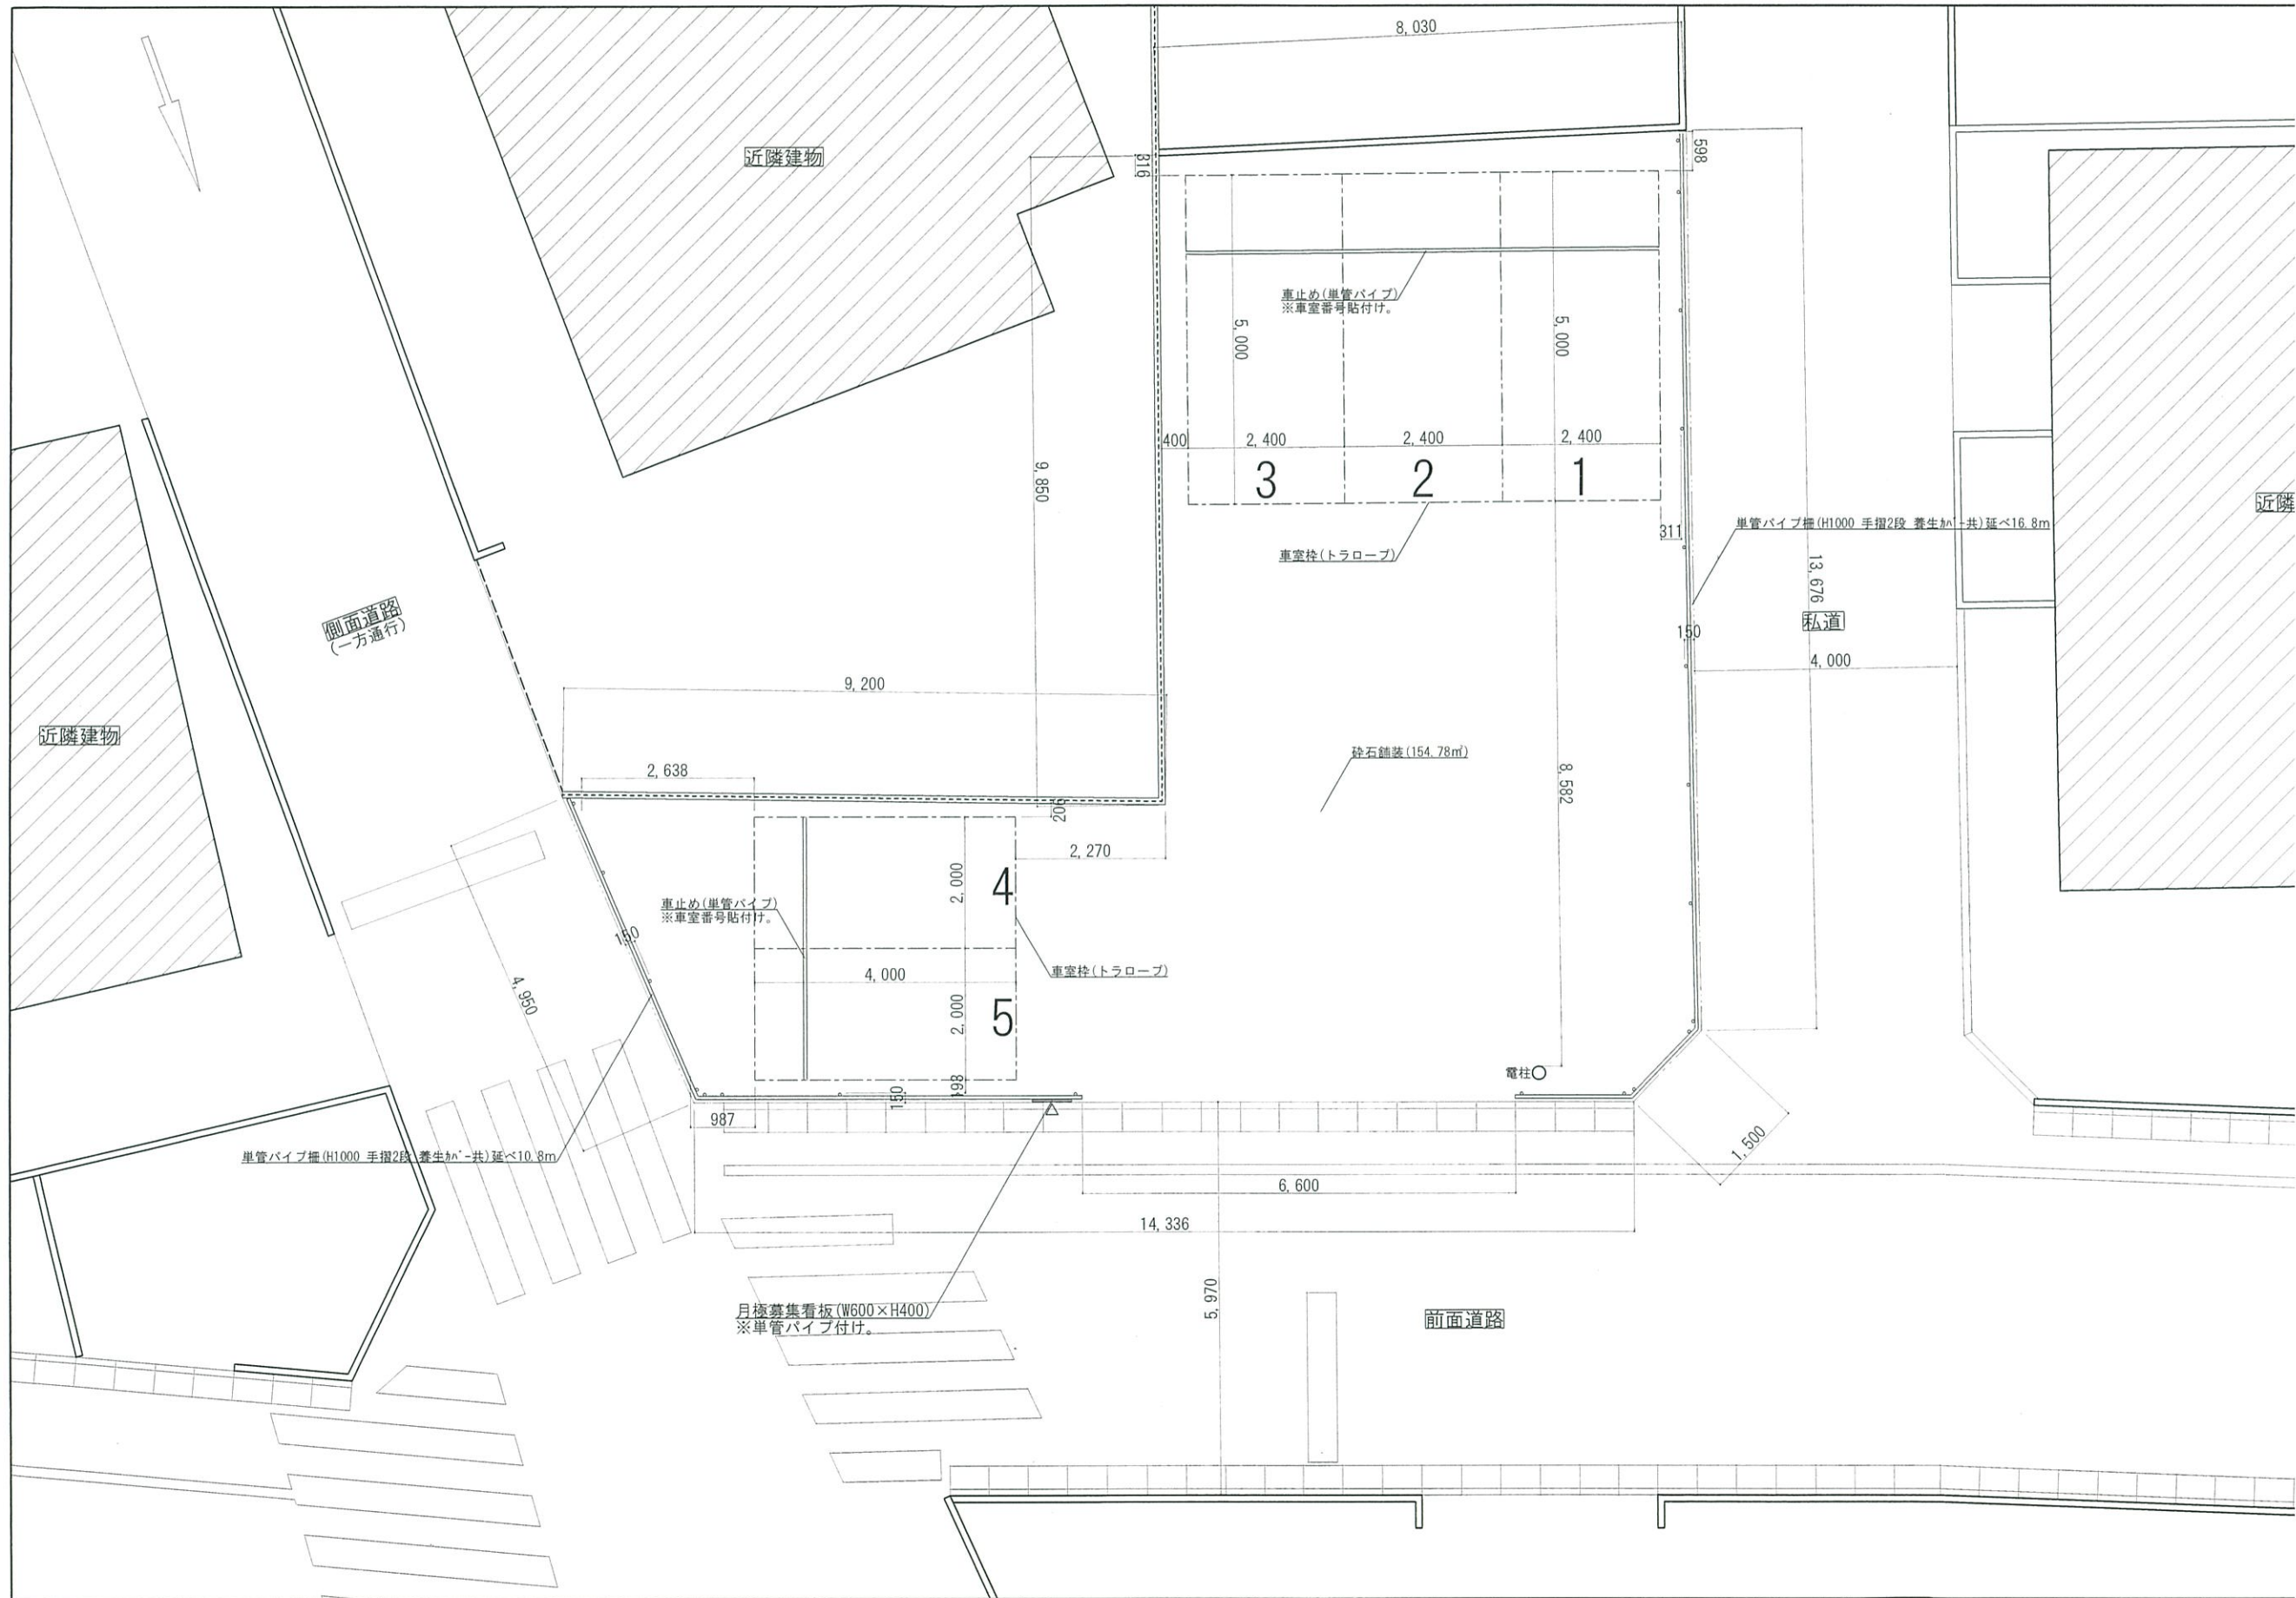 8,030
近隣建物
316
598
車止め(単管パイプ)
※車室番号貼付け。
5,000
5,000
400
2,400
2,400
2,400
3
2
1
9,850
近隣
311
単管パイプ柵(H1000 手摺2段 養生ｶﾊﾞｰ共)延べ16.8m
車室枠(トラロープ)
13,676
側面道路
(一方通行)
私道
150
4,000
9,200
近隣建物
砕石舗装(154.78㎡)
2,638
8,582
206
2,270
4
2,000
車止め(単管パイプ)
※車室番号貼付け。
150
車室枠(トラロープ)
4,000
4,950
2,000
5
電柱
198
150
987
1,500
単管パイプ柵(H1000 手摺2段 養生ｶﾊﾞｰ共)延べ10.8m
6,600
14,336
5,970
月極募集看板(W600×H400)
※単管パイプ付け。
前面道路